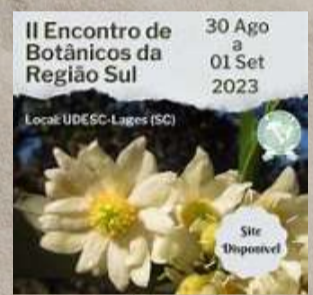 II Encontro de
Botânicos da
Região Sul
30 Ago
a
01 Set
2023
Local: UDESC-Lages (SC)
Site
Disponível